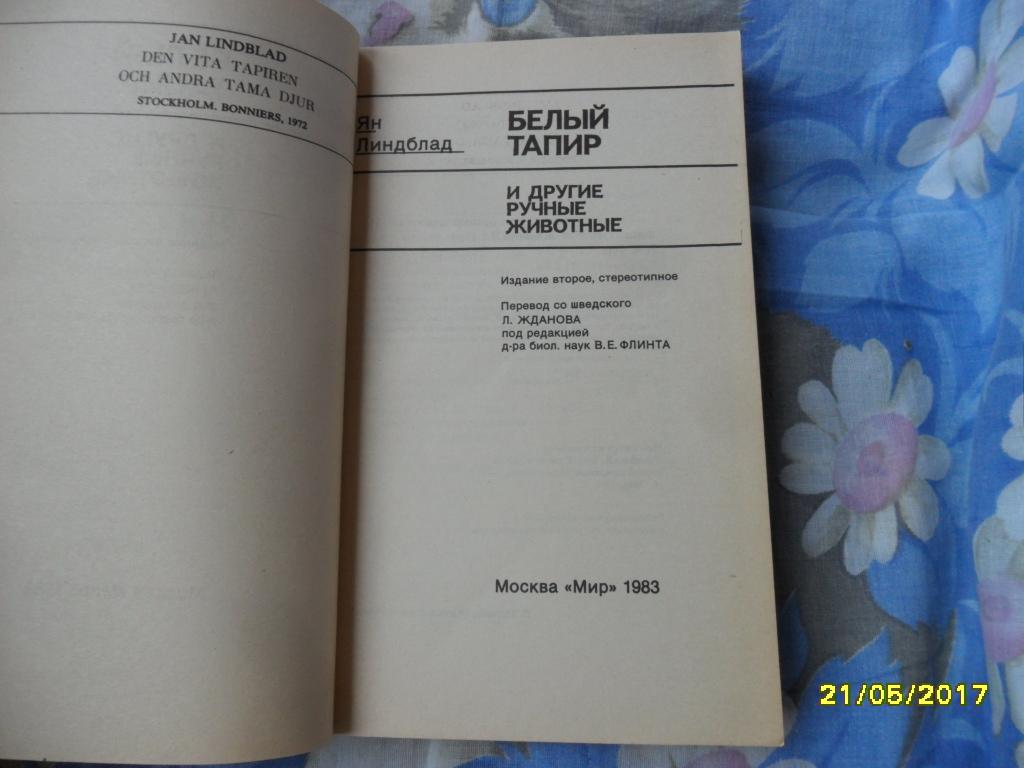 JAN LINDBLAD
DEN VITA TAPIREN
OCH ANDRA TAMA DJUR
STOCKHOLM. BONNIERS, 1972
Ян
Линдблад
БЕЛЫЙ
ТАПИР
И ДРУГИЕ
РУЧНЫЕ
ЖИВОТНЫЕ
Издание второе, стереотипное
Перевод со шведского
Л. ЖДАНОВА
под редакцией
д-ра биол. наук В. Е. ФЛИНТА
Москва «Мир» 1983
21/05/2017